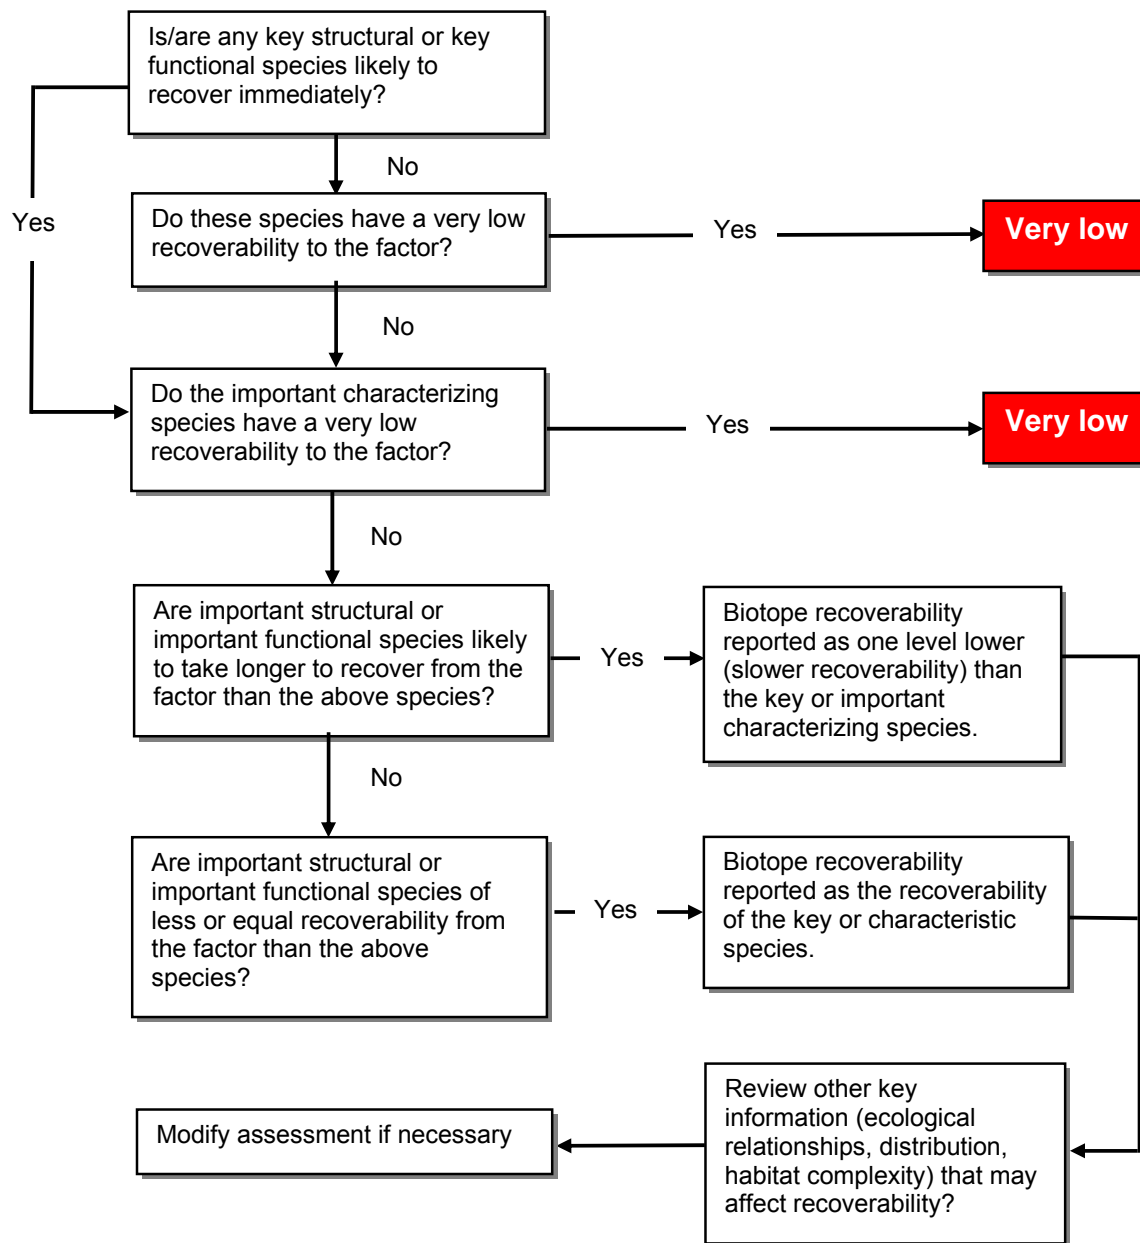 Is/are any key structural or key
functional species likely to
recover immediately?
No
Yes
Do these species have a very low
recoverability to the factor?
Yes
Very low
No
Do the important characterizing
species have a very low
recoverability to the factor?
Yes
Very low
No
Are important structural or
important functional species likely
to take longer to recover from the
factor than the above species?
Yes
Biotope recoverability
reported as one level lower
(slower recoverability) than
the key or important
characterizing species.
No
Are important structural or
important functional species of
less or equal recoverability from
the factor than the above
species?
Yes
Biotope recoverability
reported as the recoverability
of the key or characteristic
species.
Review other key
information (ecological
relationships, distribution,
habitat complexity) that may
affect recoverability?
Modify assessment if necessary